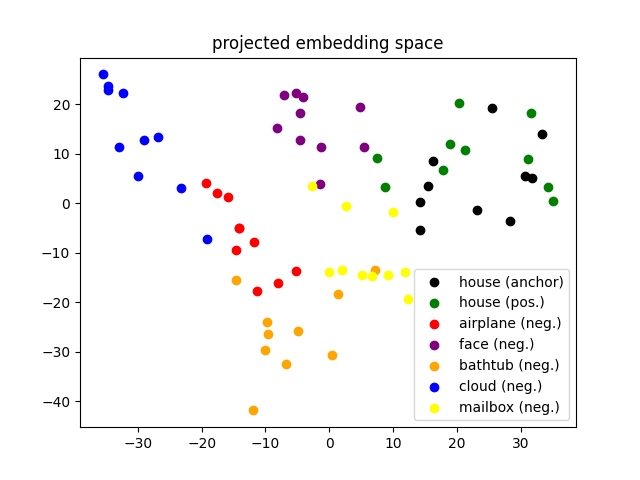 projected embedding space
20
10
0
−10
−20
−30
−40
−30
−20
−10
0
10
20
30
house (anchor)
house (pos.)
airplane (neg.)
face (neg.)
bathtub (neg.)
cloud (neg.)
mailbox (neg.)